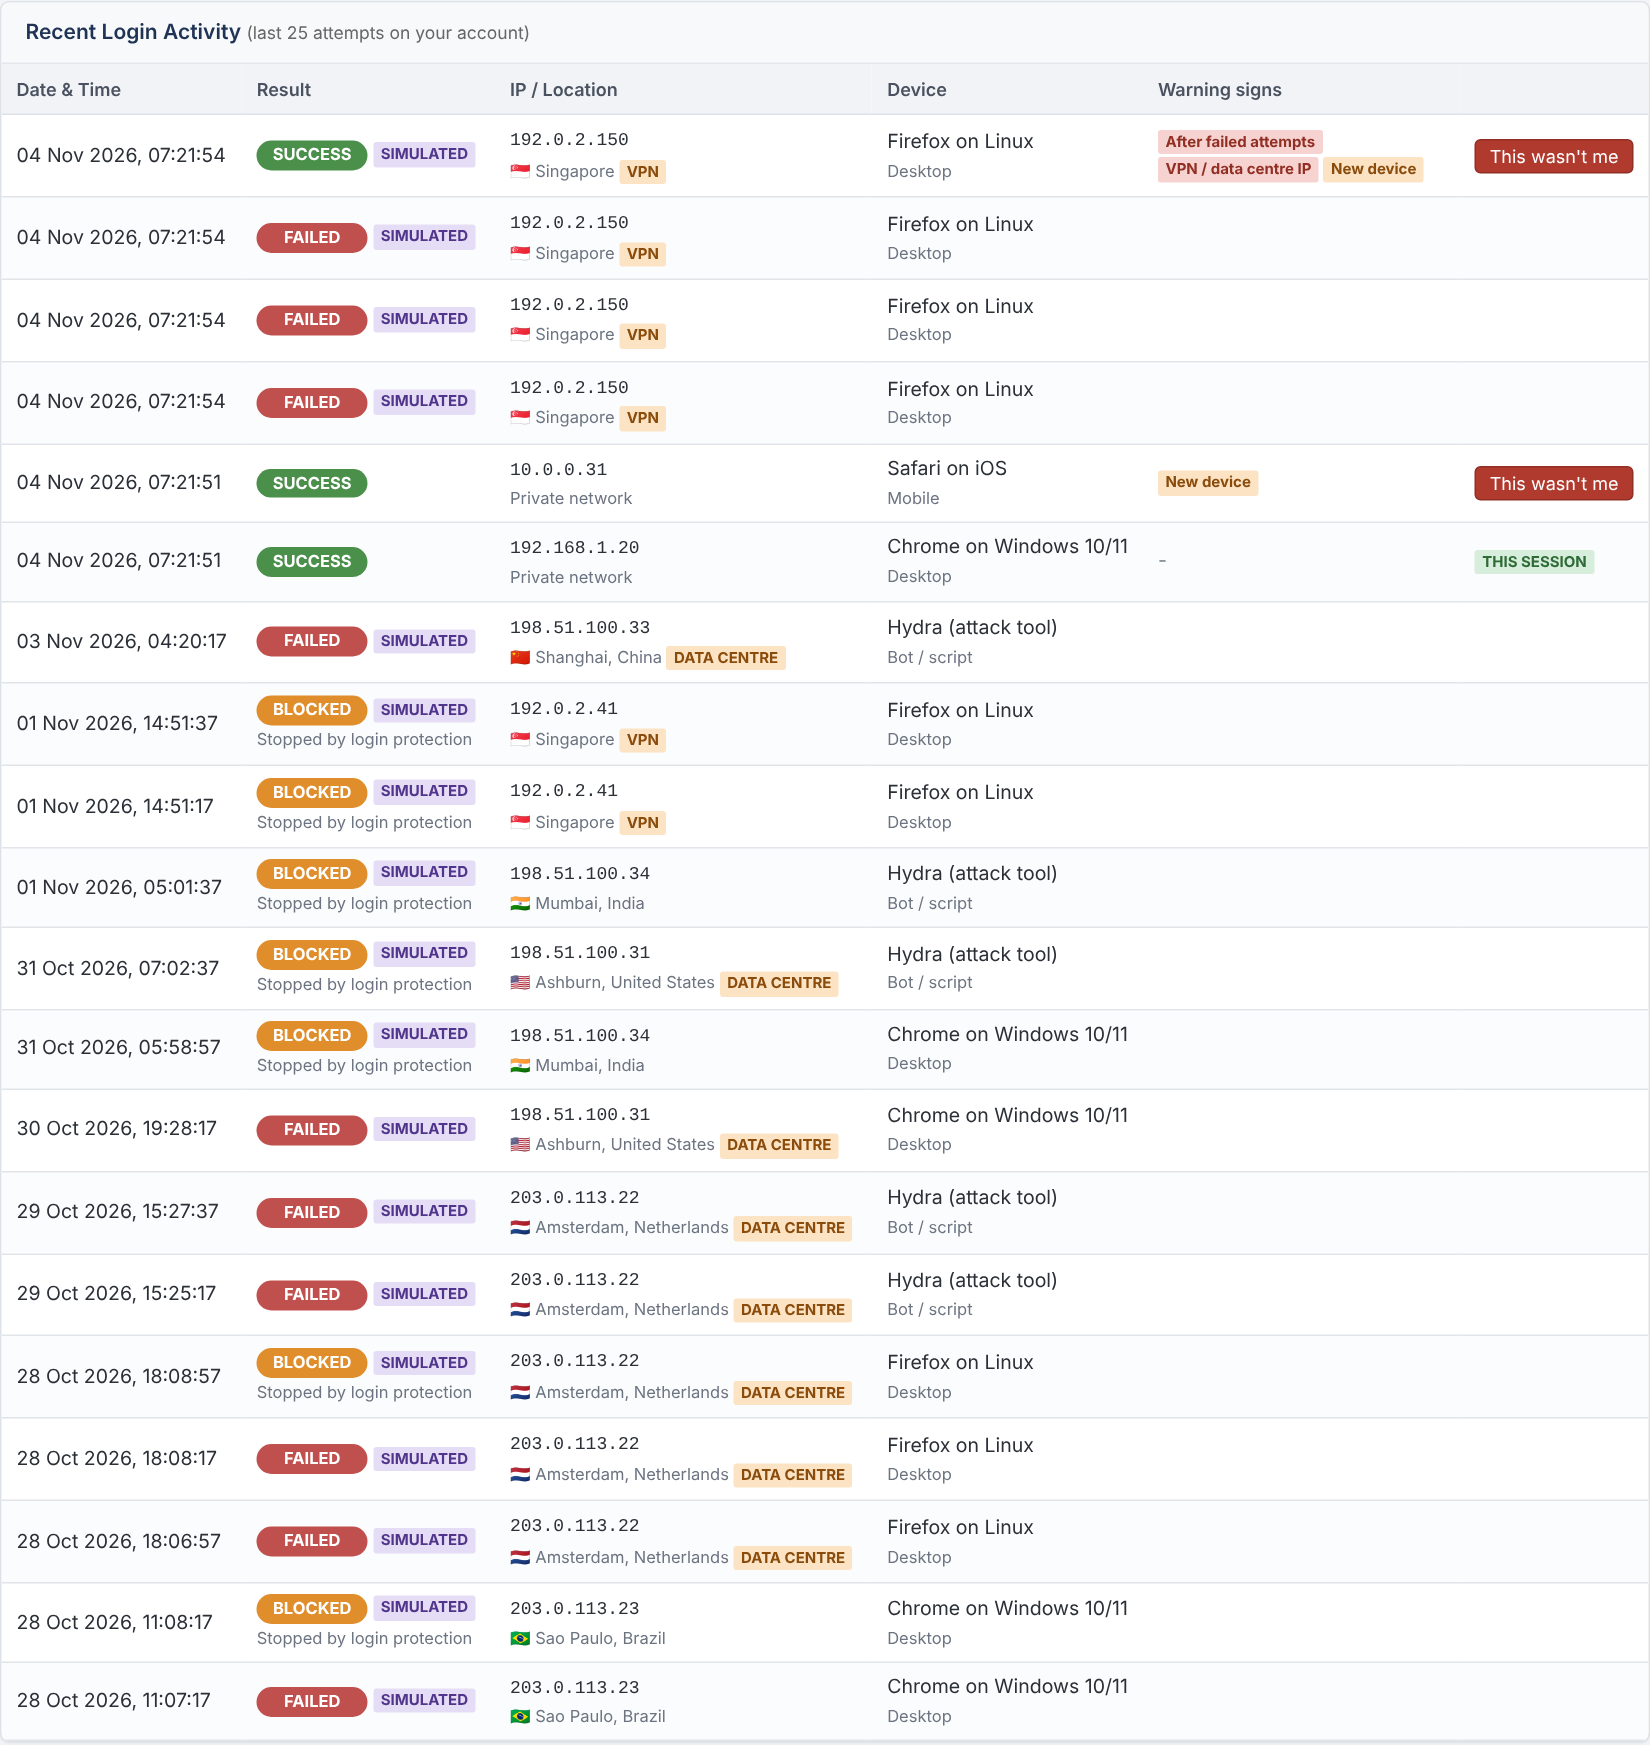 Recent Login Activity (last 25 attempts on your account)
Date & Time Result IP / Location Device Warning signs
04 Nov 2026, 07:21:54 SUCCESS SIMULATED 192.0.2.150 Firefox on Linux After failed attempts This wasn't me
Singapore VPN Desktop VPN / data centre IP New device
04 Nov 2026, 07:21:54 FAILED SIMULATED 192.0.2.150 Firefox on Linux
Singapore VPN Desktop
04 Nov 2026, 07:21:54 FAILED SIMULATED 192.0.2.150 Firefox on Linux
Singapore VPN Desktop
04 Nov 2026, 07:21:54 FAILED SIMULATED 192.0.2.150 Firefox on Linux
Singapore VPN Desktop
04 Nov 2026, 07:21:51 SUCCESS 10.0.0.31 Safari on iOS New device This wasn't me
Private network Mobile
04 Nov 2026, 07:21:51 SUCCESS 192.168.1.20 Chrome on Windows 10/11 - THIS SESSION
Private network Desktop
03 Nov 2026, 04:20:17 FAILED SIMULATED 198.51.100.33 Hydra (attack tool)
Shanghai, China DATA CENTRE Bot / script
01 Nov 2026, 14:51:37 BLOCKED SIMULATED 192.0.2.41 Firefox on Linux
Stopped by login protection Singapore VPN Desktop
01 Nov 2026, 14:51:17 BLOCKED SIMULATED 192.0.2.41 Firefox on Linux
Stopped by login protection Singapore VPN Desktop
01 Nov 2026, 05:01:37 BLOCKED SIMULATED 198.51.100.34 Hydra (attack tool)
Stopped by login protection Mumbai, India Bot / script
31 Oct 2026, 07:02:37 BLOCKED SIMULATED 198.51.100.31 Hydra (attack tool)
Stopped by login protection Ashburn, United States DATA CENTRE Bot / script
31 Oct 2026, 05:58:57 BLOCKED SIMULATED 198.51.100.34 Chrome on Windows 10/11
Stopped by login protection Mumbai, India Desktop
30 Oct 2026, 19:28:17 FAILED SIMULATED 198.51.100.31 Chrome on Windows 10/11
Ashburn, United States DATA CENTRE Desktop
29 Oct 2026, 15:27:37 FAILED SIMULATED 203.0.113.22 Hydra (attack tool)
Amsterdam, Netherlands DATA CENTRE Bot / script
29 Oct 2026, 15:25:17 FAILED SIMULATED 203.0.113.22 Hydra (attack tool)
Amsterdam, Netherlands DATA CENTRE Bot / script
28 Oct 2026, 18:08:57 BLOCKED SIMULATED 203.0.113.22 Firefox on Linux
Stopped by login protection Amsterdam, Netherlands DATA CENTRE Desktop
28 Oct 2026, 18:08:17 FAILED SIMULATED 203.0.113.22 Firefox on Linux
Amsterdam, Netherlands DATA CENTRE Desktop
28 Oct 2026, 18:06:57 FAILED SIMULATED 203.0.113.22 Firefox on Linux
Amsterdam, Netherlands DATA CENTRE Desktop
28 Oct 2026, 11:08:17 BLOCKED SIMULATED 203.0.113.23 Chrome on Windows 10/11
Stopped by login protection Sao Paulo, Brazil Desktop
28 Oct 2026, 11:07:17 FAILED SIMULATED 203.0.113.23 Chrome on Windows 10/11
Sao Paulo, Brazil Desktop